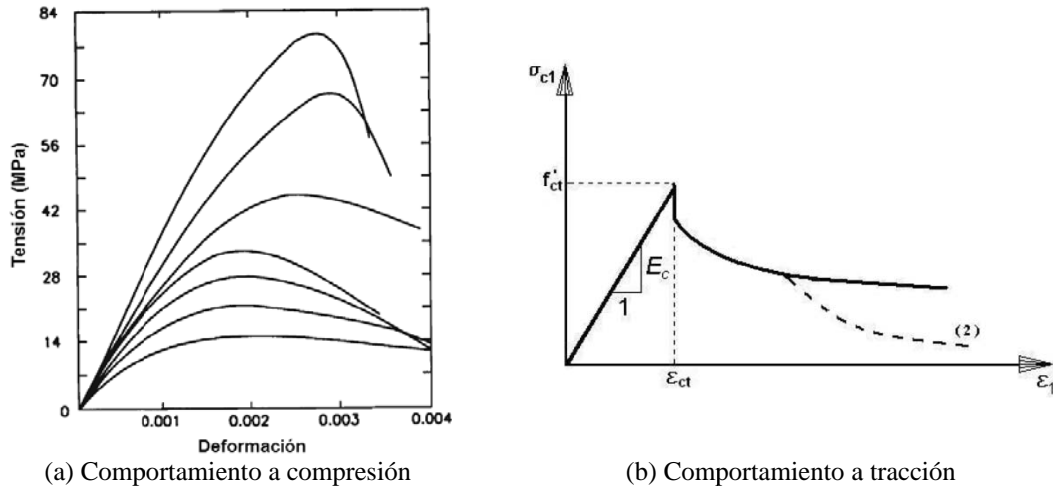 84
70
56
42
28
14
0
Tensión (MPa)
0.001
0.002
0.003
0.004
Deformación
(a) Comportamiento a compresión
σc1
f'ct
Ec
1
(2)
εct
ε1
(b) Comportamiento a tracción